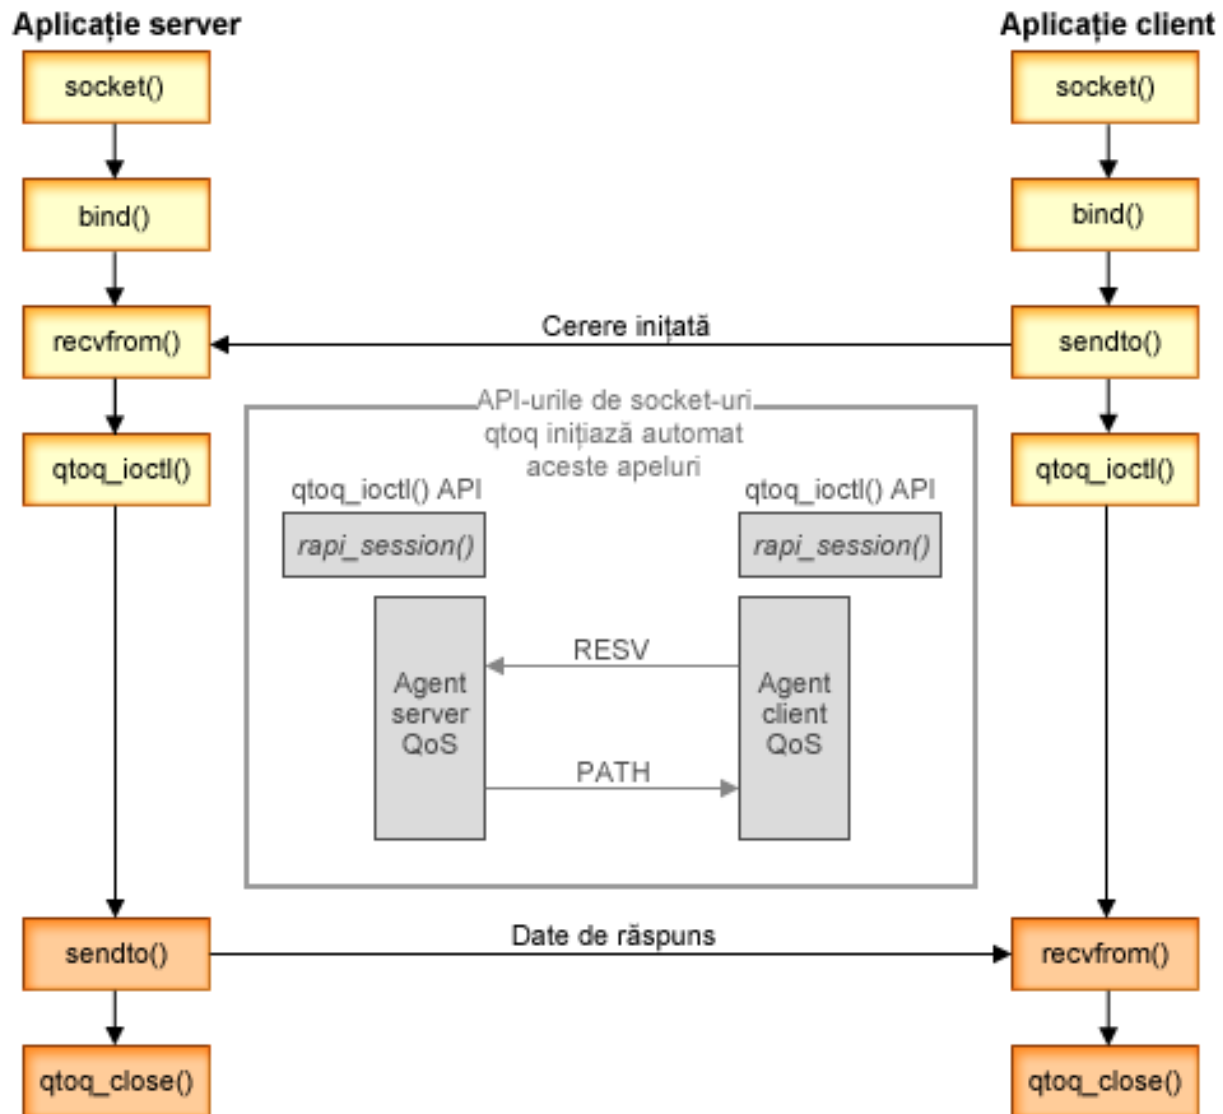 Aplicație server
Aplicație client
socket()
socket()
bind()
bind()
recvfrom()
Cerere inițată
sendto()
API-urile de socket-uri
qtoq inițiază automat
aceste apeluri
qtoq_ioctl()
qtoq_ioctl()
qtoq_ioctl() API
qtoq_ioctl() API
rapi_session()
rapi_session()
RESV
Agent
server
QoS
Agent
client
QoS
PATH
sendto()
Date de răspuns
recvfrom()
qtoq_close()
qtoq_close()